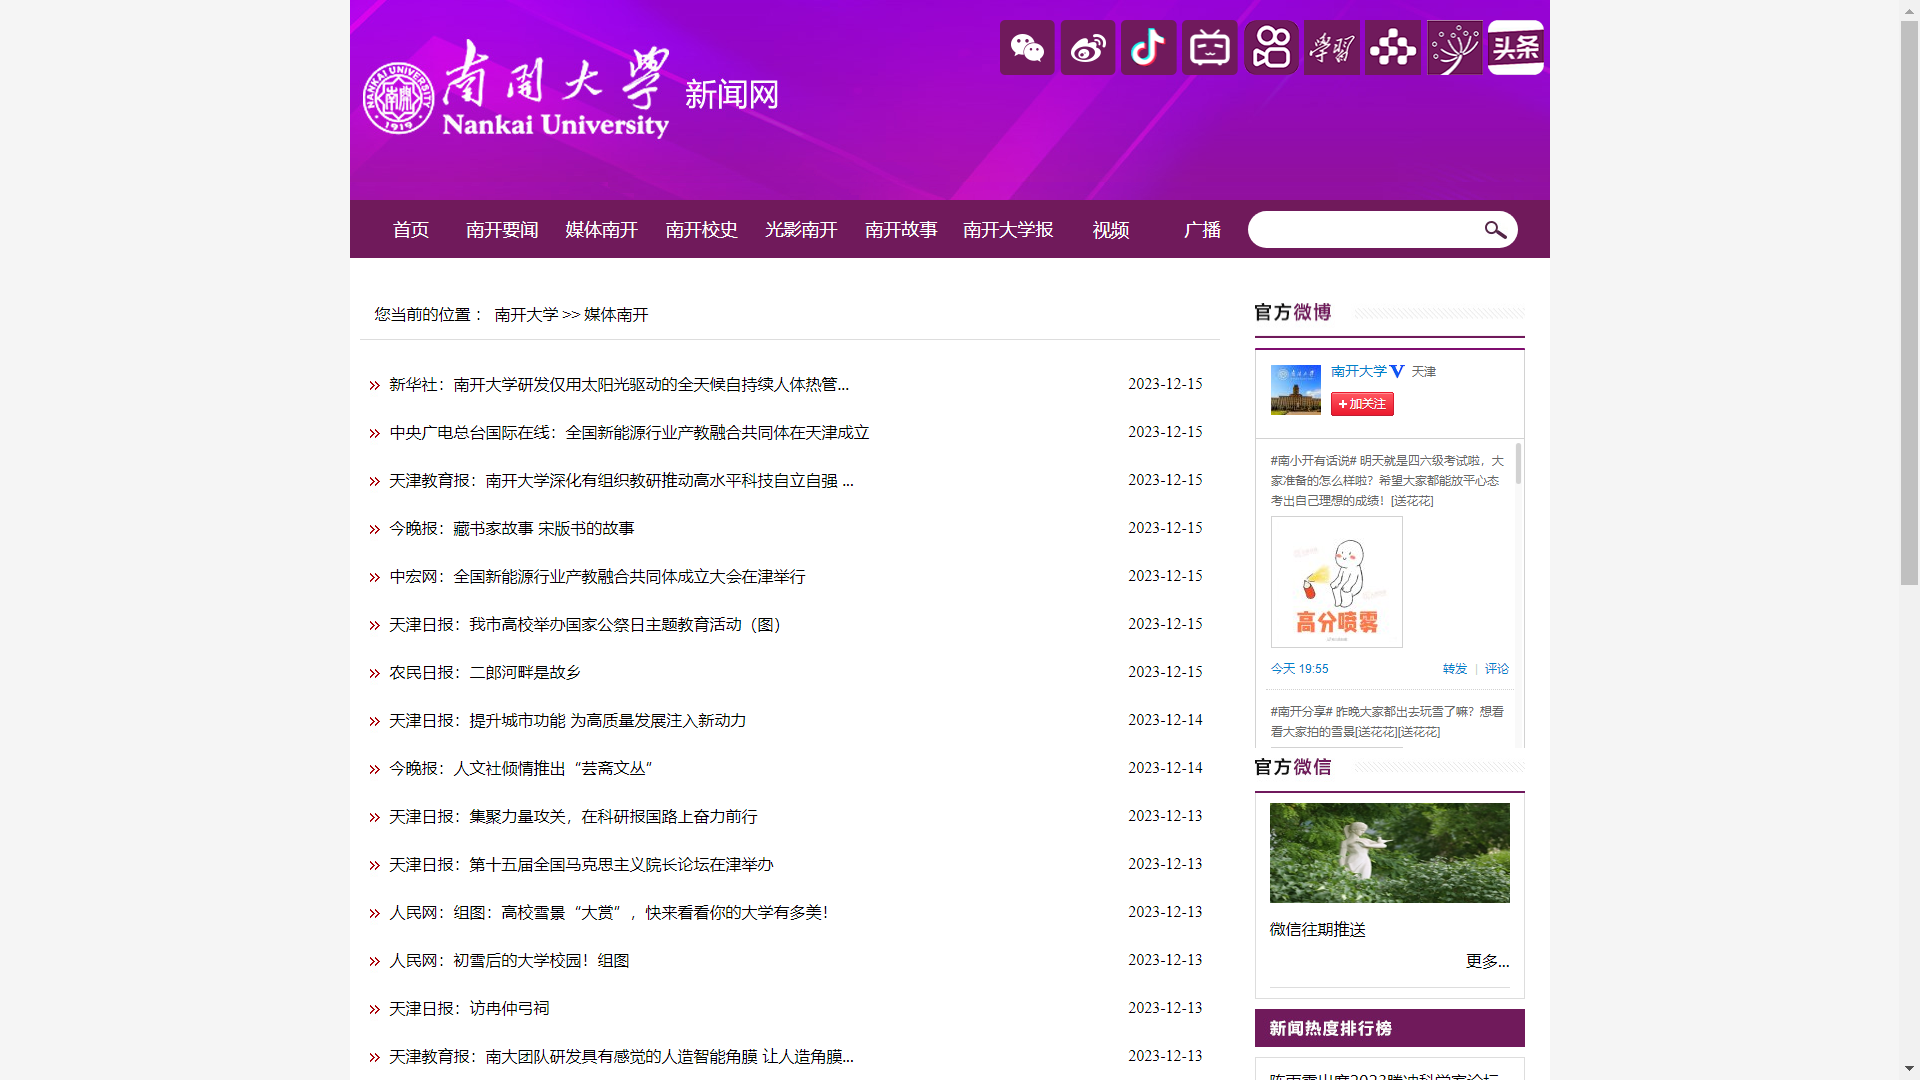 南開大學
Nankai University
新闻网
NANKAI UNIVERSITY
南開
1919
学習
头条
首页 南开要闻 媒体南开 南开校史 光影南开 南开故事 南开大学报 视频 广播
您当前的位置： 南开大学 >> 媒体南开
新华社：南开大学研发仅用太阳光驱动的全天候自持续人体热管... 2023-12-15
中央广电总台国际在线：全国新能源行业产教融合共同体在天津成立 2023-12-15
天津教育报：南开大学深化有组织教研推动高水平科技自立自强 ... 2023-12-15
今晚报：藏书家故事 宋版书的故事 2023-12-15
中宏网：全国新能源行业产教融合共同体成立大会在津举行 2023-12-15
天津日报：我市高校举办国家公祭日主题教育活动（图） 2023-12-15
农民日报：二郎河畔是故乡 2023-12-15
天津日报：提升城市功能 为高质量发展注入新动力 2023-12-14
今晚报：人文社倾情推出“芸斋文丛” 2023-12-14
天津日报：集聚力量攻关，在科研报国路上奋力前行 2023-12-13
天津日报：第十五届全国马克思主义院长论坛在津举办 2023-12-13
人民网：组图：高校雪景“大赏”，快来看看你的大学有多美！ 2023-12-13
人民网：初雪后的大学校园！组图 2023-12-13
天津日报：访冉仲弓祠 2023-12-13
天津教育报：南大团队研发具有感觉的人造智能角膜 让人造角膜... 2023-12-13
官方微博
南开大学 V 天津
+加关注
#南小开有话说# 明天就是四六级考试啦，大
家准备的怎么样啦？希望大家都能放平心态
考出自己理想的成绩！[送花花]
高分喷雾
今天 19:55 转发 | 评论
#南开分享# 昨晚大家都出去玩雪了嘛？想看
看大家拍的雪景[送花花][送花花]
官方微信
微信往期推送
更多...
新闻热度排行榜
陈雨露出席2023腾冲科学家论坛